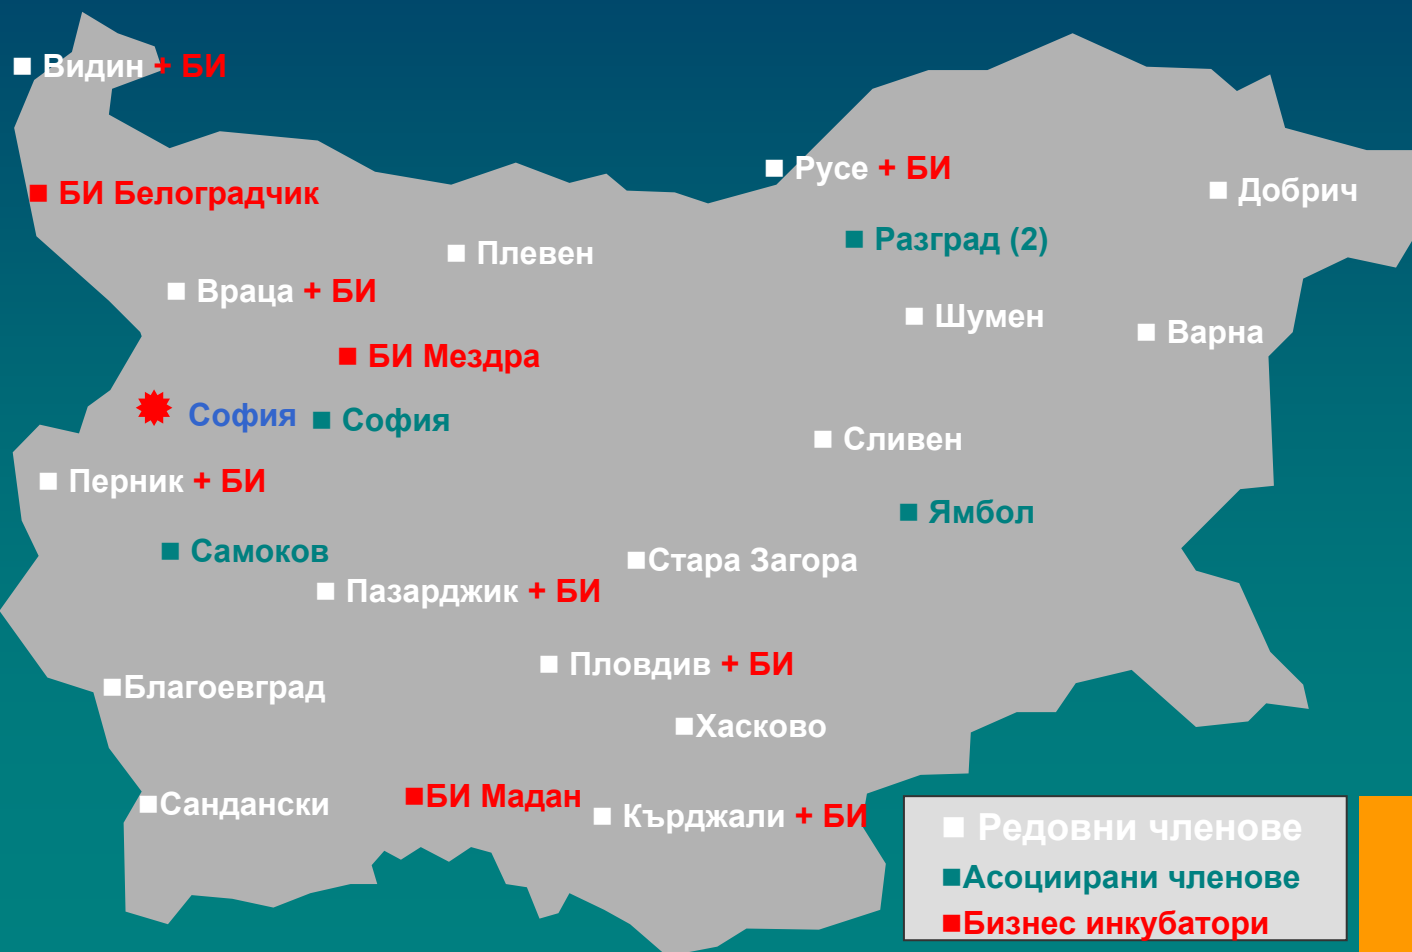 Видин + БИ
Русе + БИ
Добрич
БИ Белоградчик
Разград (2)
Плевен
Враца + БИ
Шумен
Варна
БИ Мездра
София
София
Сливен
Перник + БИ
Ямбол
Самоков
Стара Загора
Пазарджик + БИ
Пловдив + БИ
Благоевград
Хасково
БИ Мадан
Сандански
Кърджали + БИ
Редовни членове
Асоциирани членове
Бизнес инкубатори